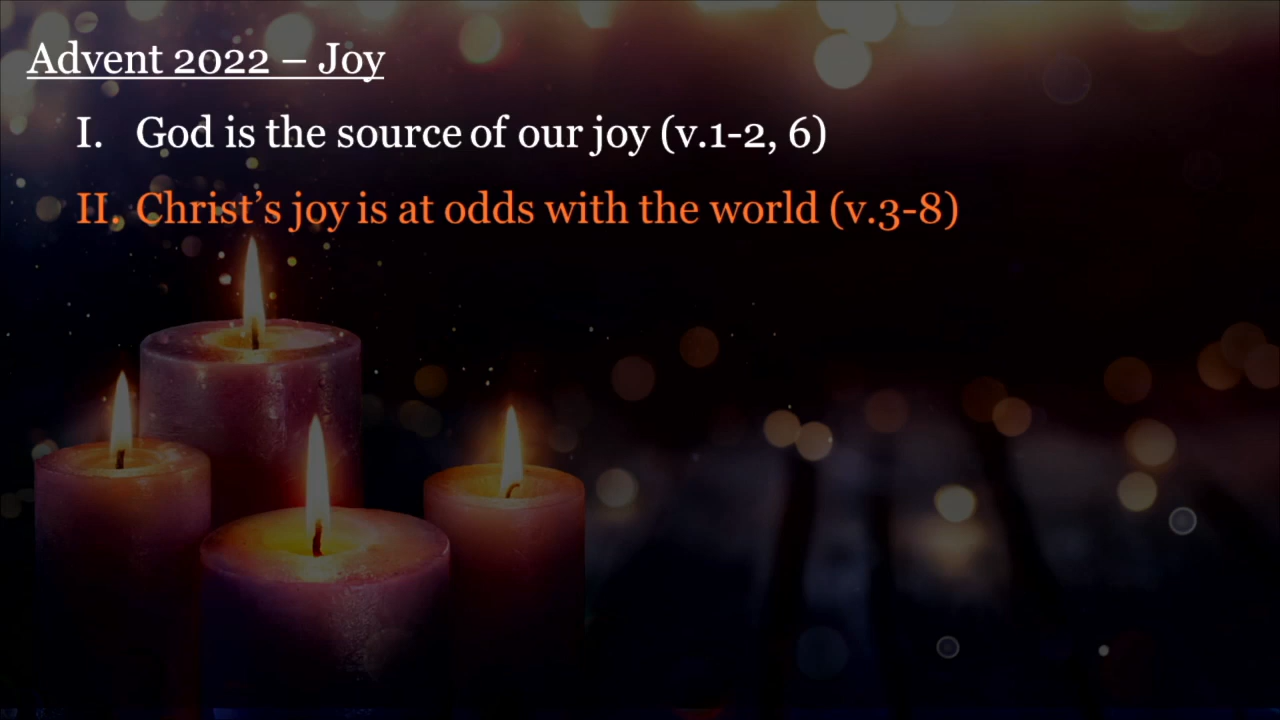 Advent 2022 – Joy
I. God is the source of our joy (v.1-2, 6)
II. Christ’s joy is at odds with the world (v.3-8)